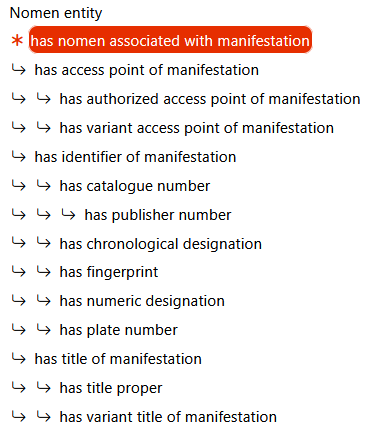 Nomen entity
* has nomen associated with manifestation
↪ has access point of manifestation
↪ ↪ has authorized access point of manifestation
↪ ↪ has variant access point of manifestation
↪ has identifier of manifestation
↪ ↪ has catalogue number
↪ ↪ ↪ has publisher number
↪ ↪ has chronological designation
↪ ↪ has fingerprint
↪ ↪ has numeric designation
↪ ↪ has plate number
↪ has title of manifestation
↪ ↪ has title proper
↪ ↪ has variant title of manifestation